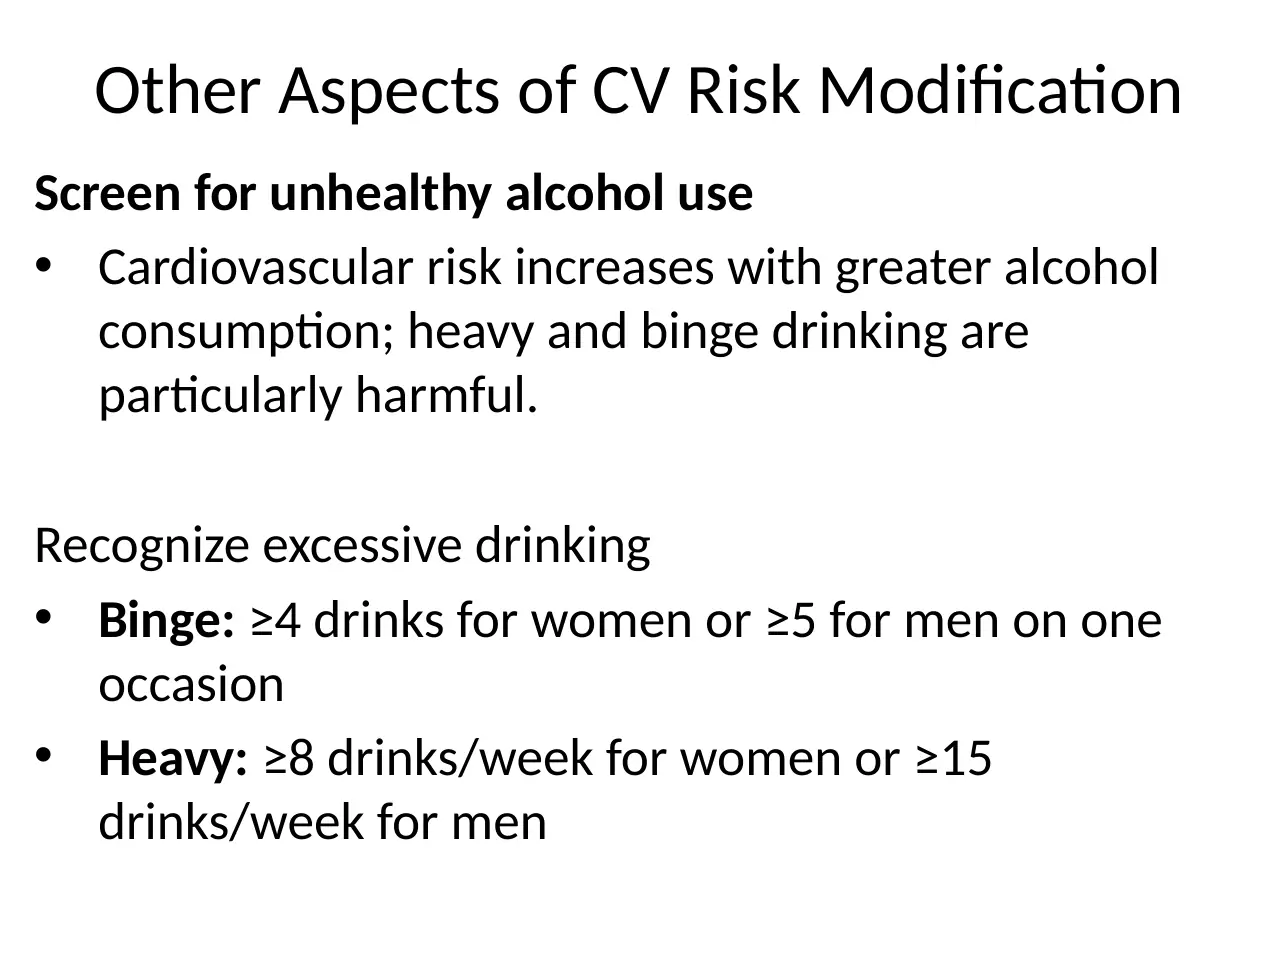 Other Aspects of CV Risk Modification
Screen for unhealthy alcohol use
• Cardiovascular risk increases with greater alcohol
consumption; heavy and binge drinking are
particularly harmful.
Recognize excessive drinking
• Binge: ≥4 drinks for women or ≥5 for men on one
occasion
• Heavy: ≥8 drinks/week for women or ≥15
drinks/week for men